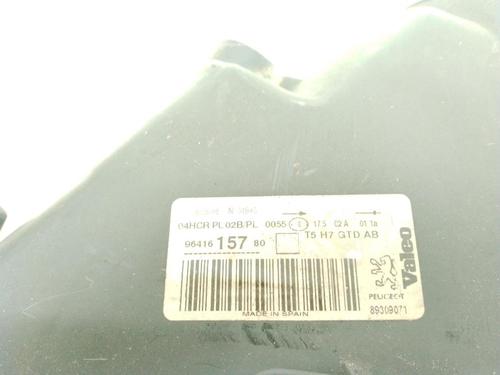 04HCR PL 02B/PL 0055 17.5 02 A 01 1a
96416 157 80 T5 H7 GTD AB
Valeo
PEUGEOT
89309071
MADE IN SPAIN